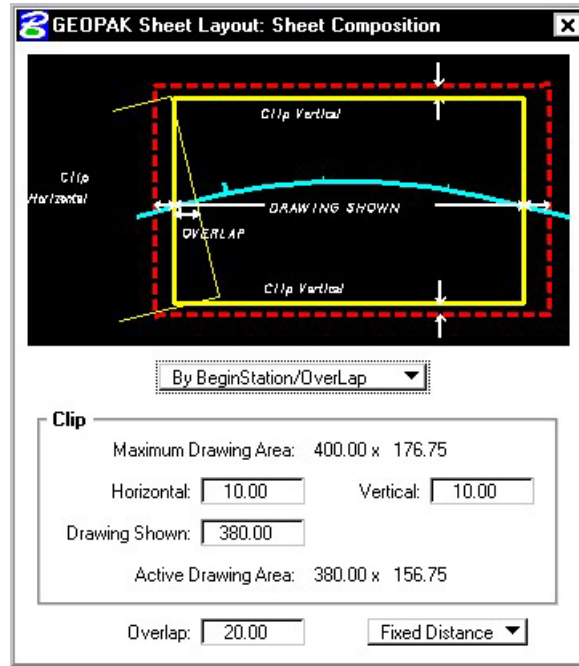 GEOPAK Sheet Layout: Sheet Composition
Clip Vertical
Clip
Horizontal
DRAWING SHOWN
OVERLAP
Clip Vertical
By BeginStation/OverLap
Clip
Maximum Drawing Area: 400.00 x 176.75
Horizontal: 10.00 Vertical: 10.00
Drawing Shown: 380.00
Active Drawing Area: 380.00 x 156.75
Overlap: 20.00 Fixed Distance